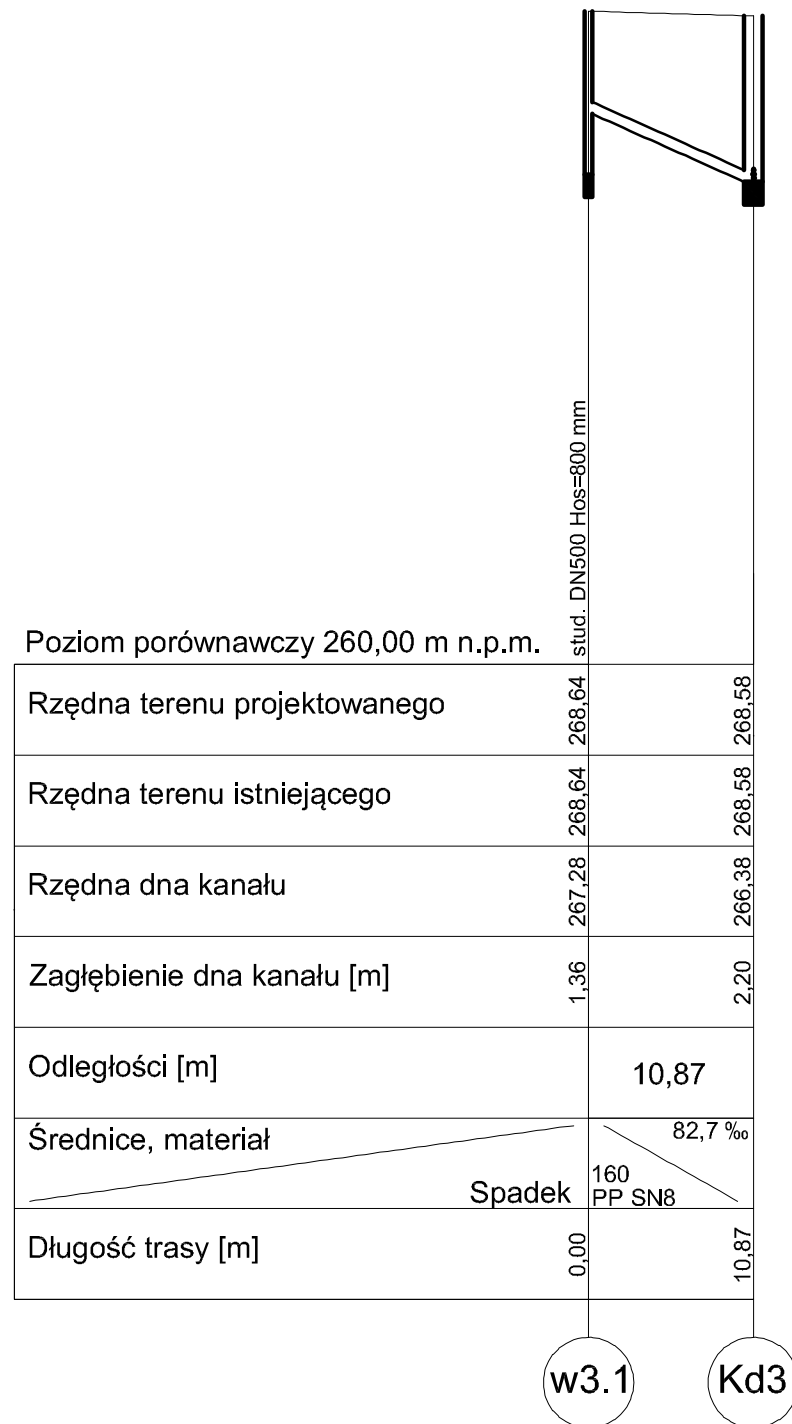 stud. DN500 Hos=800 mm
Poziom porównawczy 260,00 m n.p.m.
Rzędna terenu projektowanego 268,64 268,58
Rzędna terenu istniejącego 268,64 268,58
Rzędna dna kanału 267,28 266,38
Zagłębienie dna kanału [m] 1,36 2,20
Odległości [m] 10,87
Średnice, materiał 82,7 ‰
Spadek 160
PP SN8
Długość trasy [m] 0,00 10,87
w3.1 Kd3